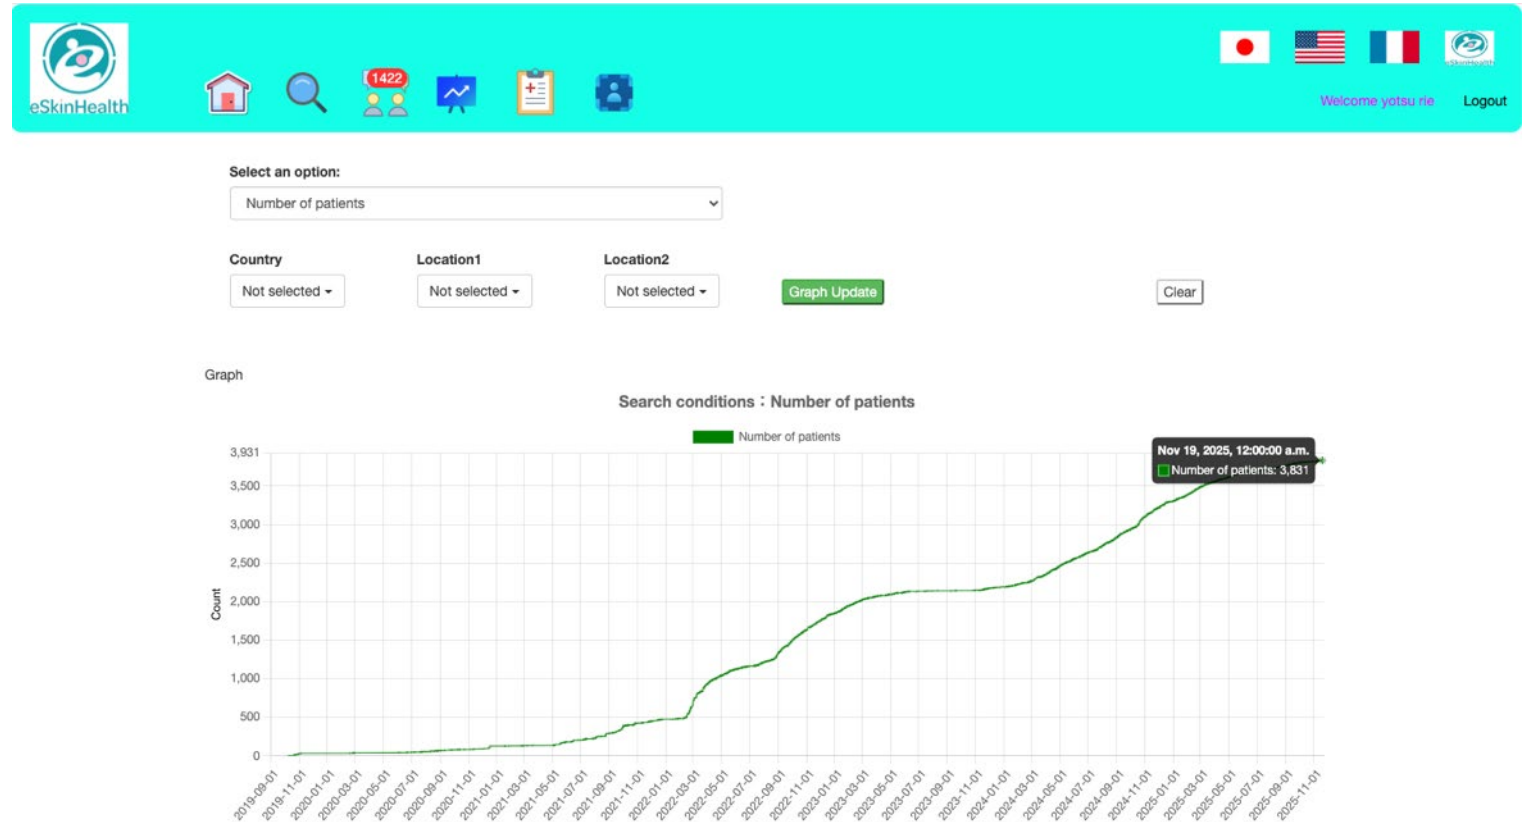 eSkinHealth
1422
eSkinHealth
Welcome yotsu rie
Logout
Select an option:
Number of patients
Country
Location1
Location2
Not selected
Not selected
Not selected
Graph Update
Clear
Graph
Search conditions：Number of patients
Number of patients
Nov 19, 2025, 12:00:00 a.m.
Number of patients: 3,831
3,931
3,500
3,000
2,500
2,000
1,500
1,000
500
0
Count
2019-09-01
2019-11-01
2020-01-01
2020-03-01
2020-05-01
2020-07-01
2020-09-01
2020-11-01
2021-01-01
2021-03-01
2021-05-01
2021-07-01
2021-09-01
2021-11-01
2022-01-01
2022-03-01
2022-05-01
2022-07-01
2022-09-01
2022-11-01
2023-01-01
2023-03-01
2023-05-01
2023-07-01
2023-09-01
2023-11-01
2024-01-01
2024-03-01
2024-05-01
2024-07-01
2024-09-01
2024-11-01
2025-01-01
2025-03-01
2025-05-01
2025-07-01
2025-09-01
2025-11-01